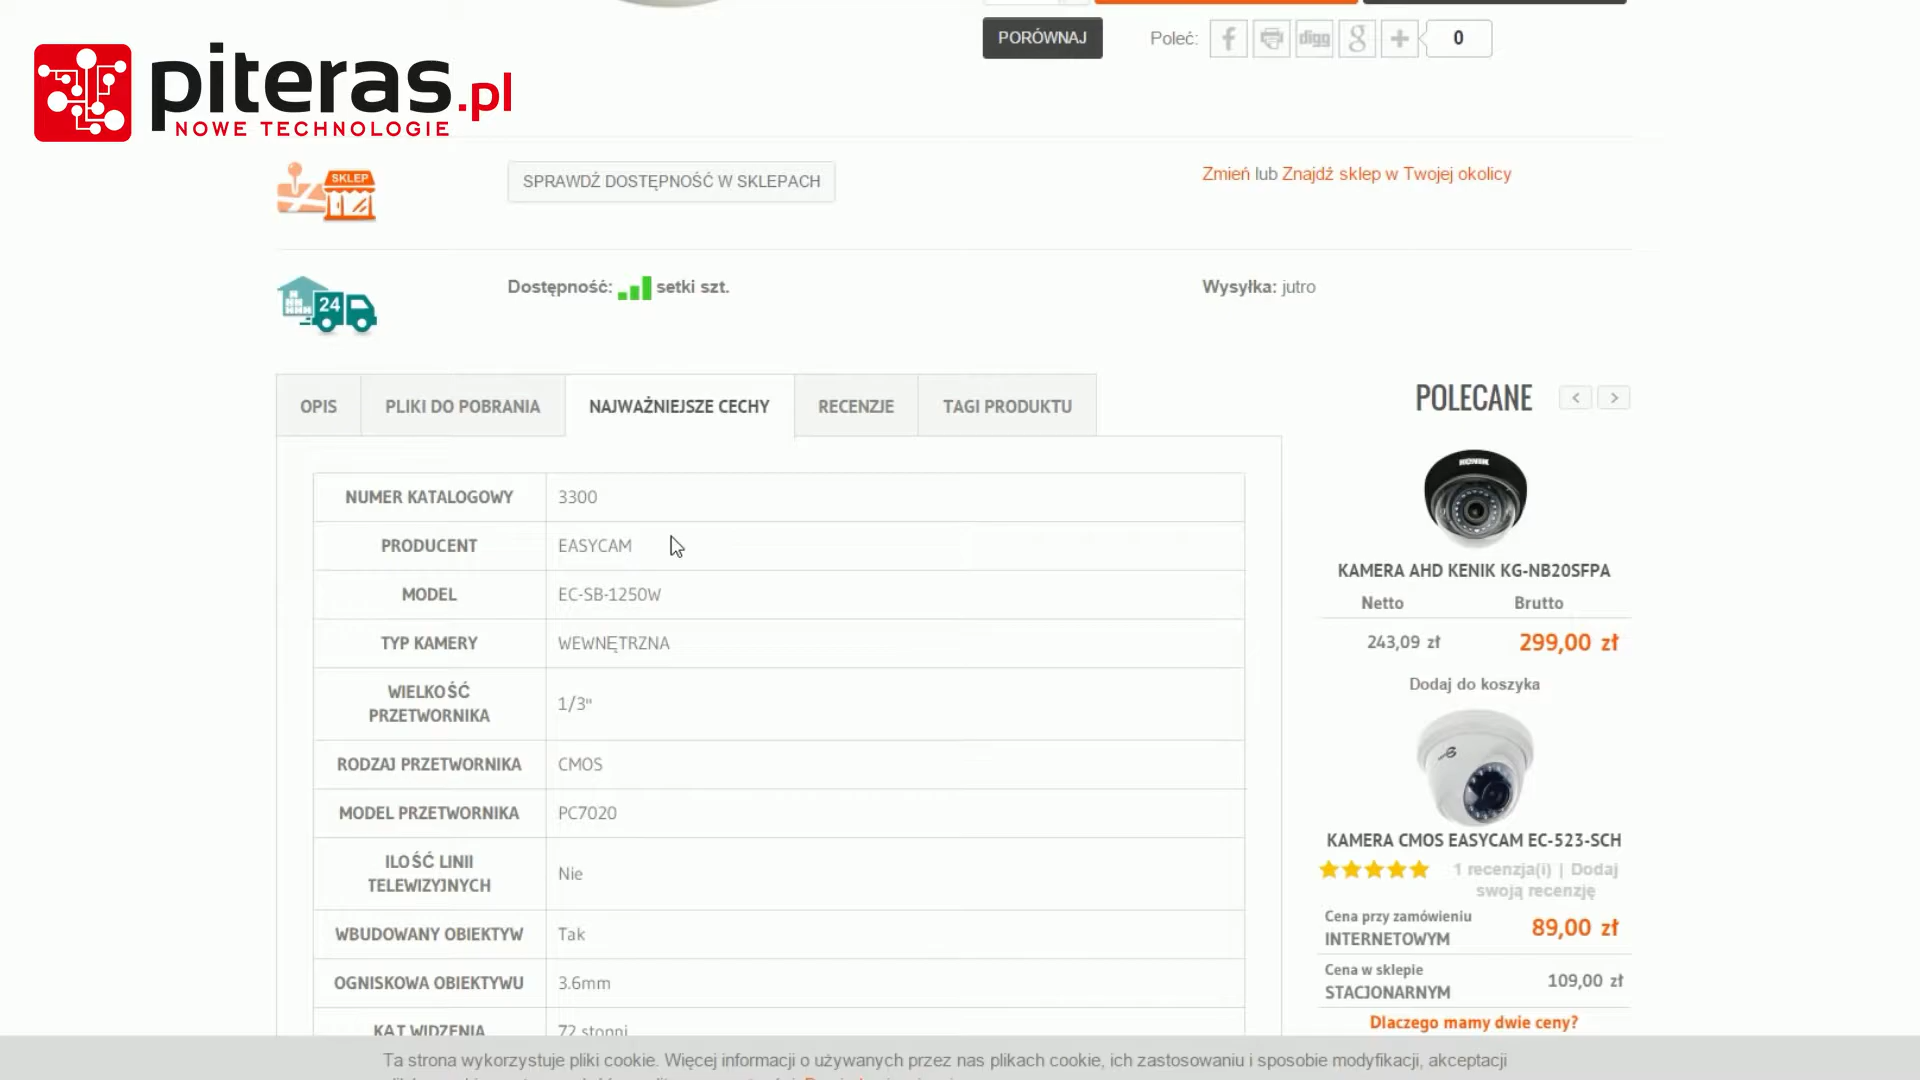 piteras.pl
NOWE TECHNOLOGIE
PORÓWNAJ
Poleć:
digg
0
SKLEP
SPRAWDŹ DOSTĘPNOŚĆ W SKLEPACH
Zmień lub Znajdź sklep w Twojej okolicy
24
Dostępność: setki szt.
Wysyłka: jutro
OPIS
PLIKI DO POBRANIA
NAJWAŻNIEJSZE CECHY
RECENZJE
TAGI PRODUKTU
NUMER KATALOGOWY 3300
PRODUCENT EASYCAM
MODEL EC-SB-1250W
TYP KAMERY WEWNĘTRZNA
WIELKOŚĆ
PRZETWORNIKA 1/3"
RODZAJ PRZETWORNIKA CMOS
MODEL PRZETWORNIKA PC7020
ILOŚĆ LINII
TELEWIZYJNYCH Nie
WBUDOWANY OBIEKTYW Tak
OGNISKOWA OBIEKTYWU 3.6mm
KĄT WIDZENIA 72 stopni
POLECANE
KENIK
KAMERA AHD KENIK KG-NB20SFPA
Netto Brutto
243,09 zł 299,00 zł
Dodaj do koszyka
KAMERA CMOS EASYCAM EC-523-SCH
1 recenzja(i) | Dodaj
swoją recenzję
Cena przy zamówieniu
INTERNETOWYM 89,00 zł
Cena w sklepie
STACJONARNYM 109,00 zł
Dlaczego mamy dwie ceny?
Ta strona wykorzystuje pliki cookie. Więcej informacji o używanych przez nas plikach cookie, ich zastosowaniu i sposobie modyfikacji, akceptacji